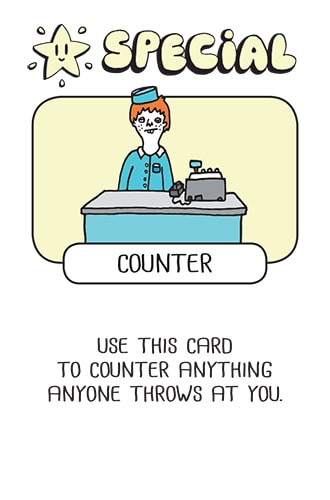 SPECIAL
COUNTER
USE THIS CARD
TO COUNTER ANYTHING
ANYONE THROWS AT YOU.